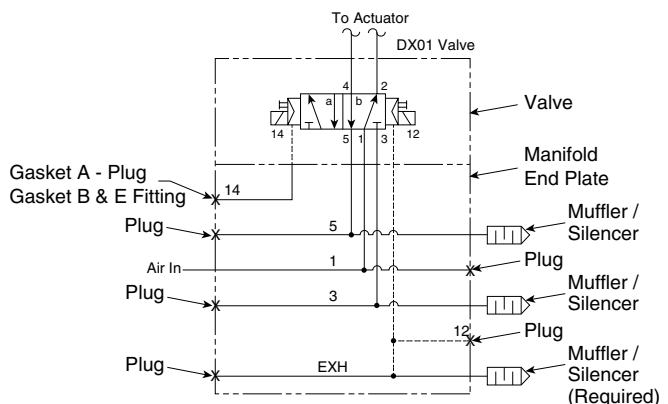 To Actuator
DX01 Valve
4
2
a
b
14
12
5
1
3
Valve
Manifold
End Plate
Gasket A - Plug
Gasket B & E Fitting
14
Plug
5
Muffler /
Silencer
Air In
1
Plug
Plug
3
Muffler /
Silencer
12
Plug
Plug
EXH
Muffler /
Silencer
(Required)